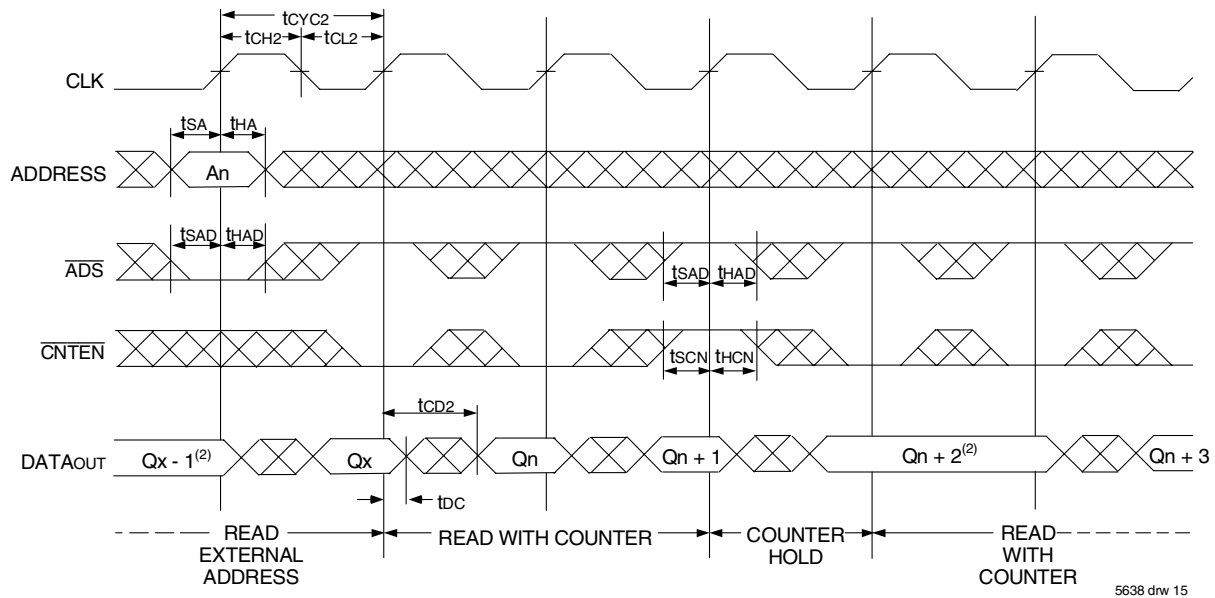 tCYC2
tCH2 tCL2
CLK
tSA tHA
ADDRESS An
tSAD tHAD
ADS
tSAD tHAD
CNTEN
tSCN tHCN
tCD2
DATAOUT Qx - 1(2) Qx Qn Qn + 1 Qn + 2(2) Qn + 3
tDC
READ EXTERNAL ADDRESS
READ WITH COUNTER
COUNTER HOLD
READ WITH COUNTER
5638 drw 15